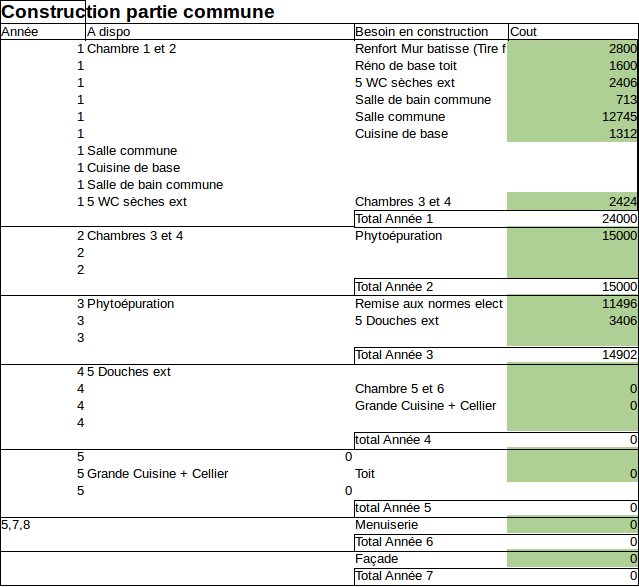 Construction partie commune
Année A dispo Besoin en construction Cout
1 Chambre 1 et 2 Renfort Mur batisse (Tire f 2800
1 Réno de base toit 1600
1 5 WC sèches ext 2406
1 Salle de bain commune 713
1 Salle commune 12745
1 Cuisine de base 1312
1 Salle commune
1 Cuisine de base
1 Salle de bain commune
1 5 WC sèches ext Chambres 3 et 4 2424
Total Année 1 24000
2 Chambres 3 et 4 Phytoépuration 15000
2
2
Total Année 2 15000
3 Phytoépuration Remise aux normes elect 11496
3 5 Douches ext 3406
3
Total Année 3 14902
4 5 Douches ext
4 Chambre 5 et 6 0
4 Grande Cuisine + Cellier 0
4
total Année 4 0
5 0
5 Grande Cuisine + Cellier Toit 0
5 0
total Année 5 0
5,7,8 Menuiserie 0
Total Année 6 0
Façade 0
Total Année 7 0